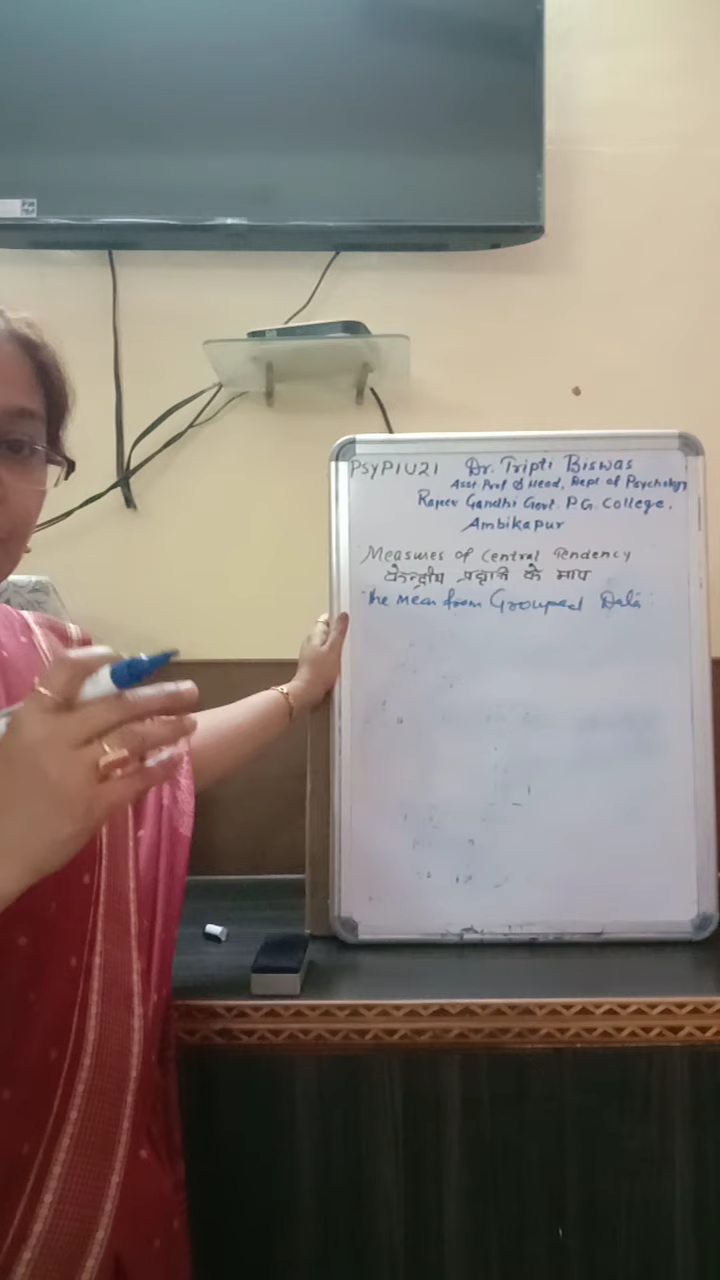 PSYPIU21 Dr. Tripti Biswas
Asst Prof & Head, Dept of Psychology
Rajeev Gandhi Govt. P.G. College,
Ambikapur
Measures of Central Tendency
केन्द्रीय प्रवृत्ति के माप
The Mean from Grouped Data